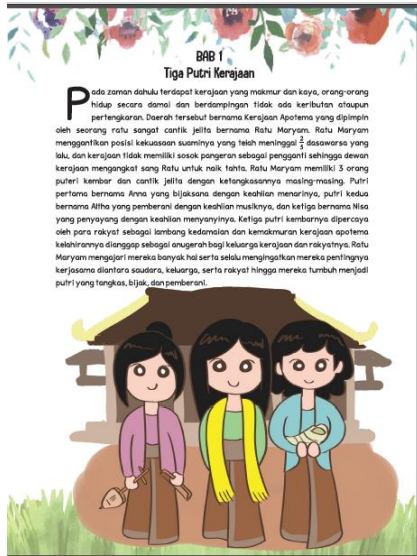 BAB 1
Tiga Putri Kerajaan
Pada zaman dahulu terdapat kerajaan yang makmur dan kaya, orang-orang
hidup secara damai dan berdampingan tidak ada keributan ataupun
pertengkaran. Daerah tersebut bernama Kerajaan Apotema yang dipimpin
oleh seorang ratu sangat cantik jelita bernama Ratu Maryam. Ratu Maryam
menggantikan posisi kekuasaan suaminya yang telah meninggal 2/5 dasawarsa yang
lalu, dan kerajaan tidak memiliki sosok pangeran sebagai pengganti sehingga dewan
kerajaan mengangkat sang Ratu untuk naik tahta. Ratu Maryam memiliki 3 orang
puteri kembar dan cantik jelita dengan ketangkasannya masing-masing. Putri
pertama bernama Anna yang bijaksana dengan keahlian menarinya, putri kedua
bernama Altha yang pemberani dengan keahlian musiknya, dan ketiga bernama Nisa
yang penyayang dengan keahlian menyanyinya. Ketiga putri kembarnya dipercaya
oleh para rakyat sebagai lambang kedamaian dan kemakmuran kerajaan apotema
kelahirannya dianggap sebagai anugerah bagi keluarga kerajaan dan rakyatnya. Ratu
Maryam mengajari mereka banyak hal serta selalu mengingatkan mereka pentingnya
kerjasama diantara saudara, keluarga, serta rakyat hingga mereka tumbuh menjadi
putri yang tangkas, bijak, dan pemberani.